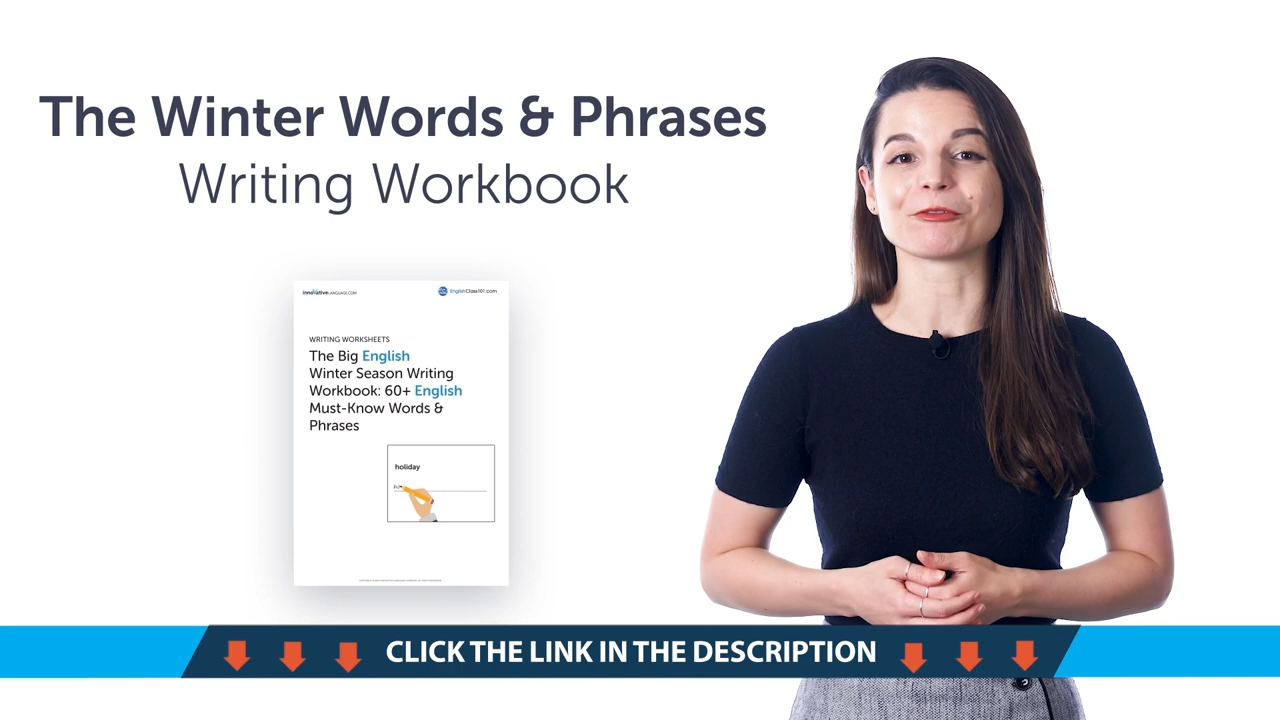 The Winter Words & Phrases
Writing Workbook
innovativeLANGUAGE.COM
EnglishClass101.com
WRITING WORKSHEETS
The Big English
Winter Season Writing
Workbook: 60+ English
Must-Know Words &
Phrases
holiday
CLICK THE LINK IN THE DESCRIPTION